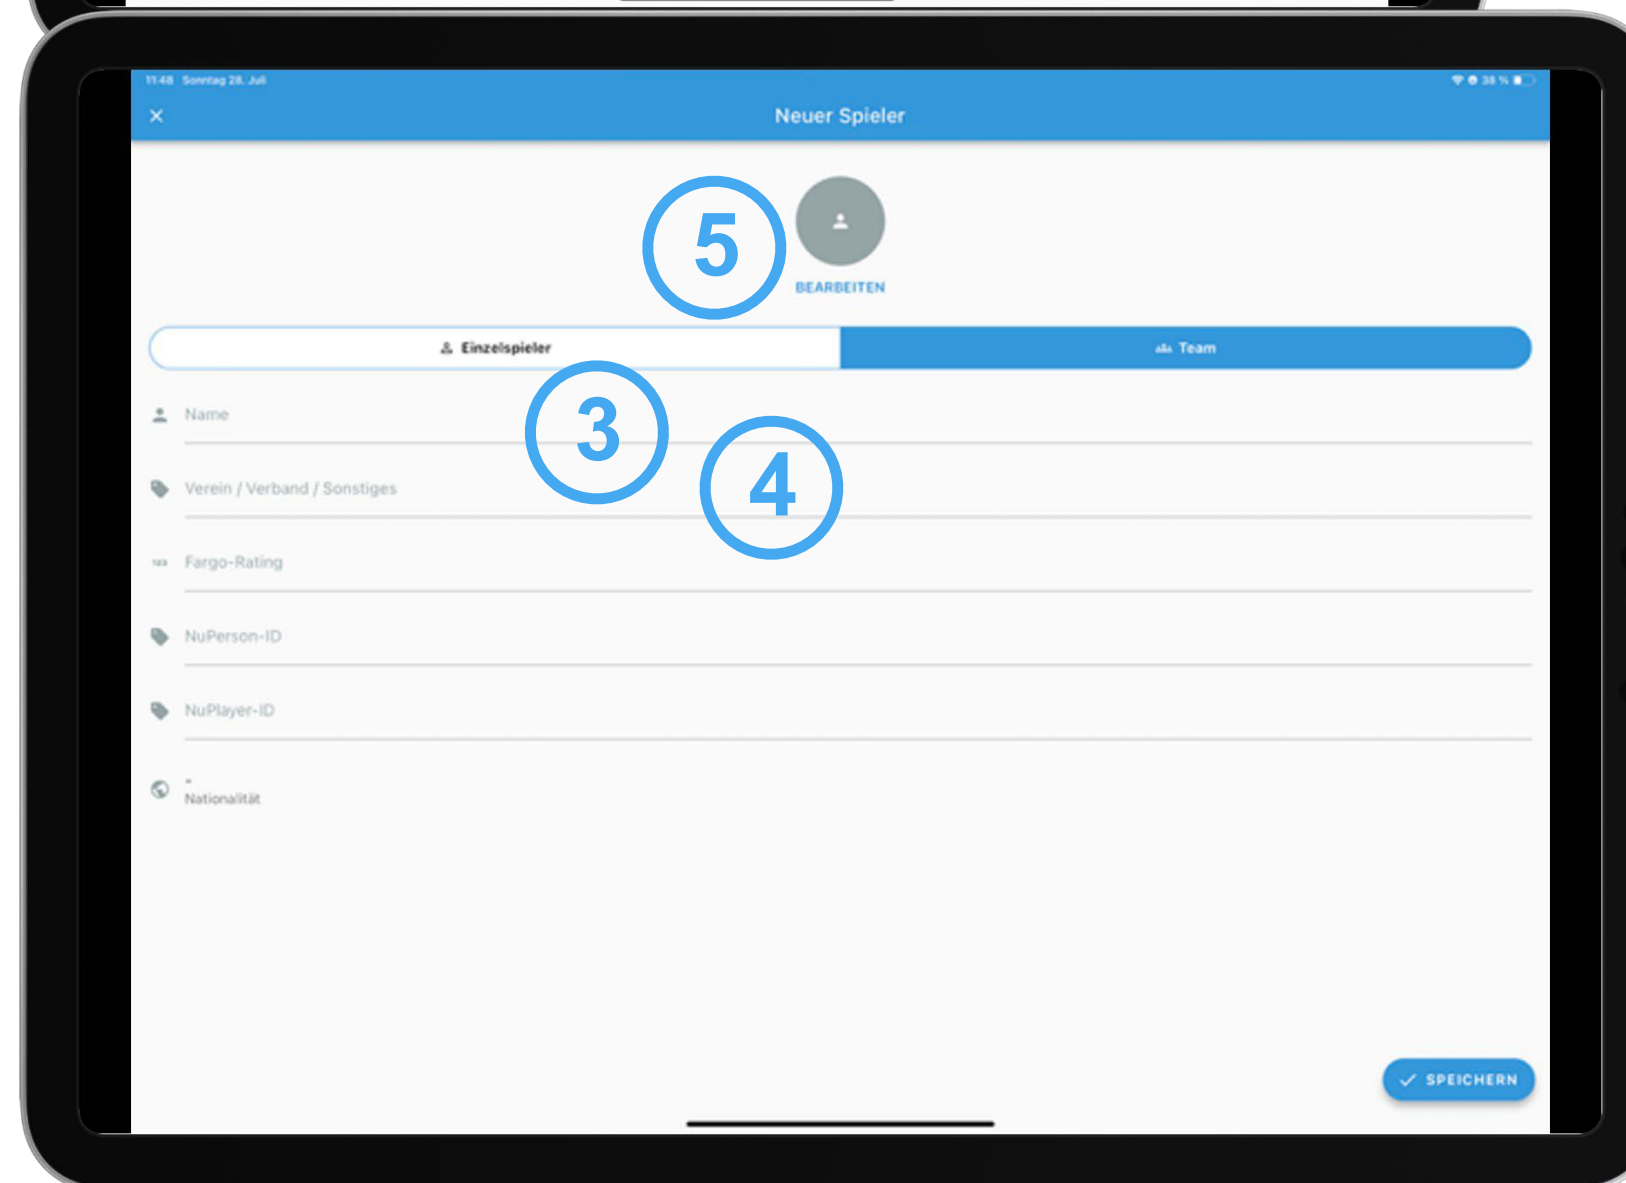 11:48 Sonntag 28. Juli 38 %
Neuer Spieler
5
BEARBEITEN
Einzelspieler Team
3
Name
4
Verein / Verband / Sonstiges
123 Fargo-Rating
NuPerson-ID
NuPlayer-ID
-
Nationalität
SPEICHERN